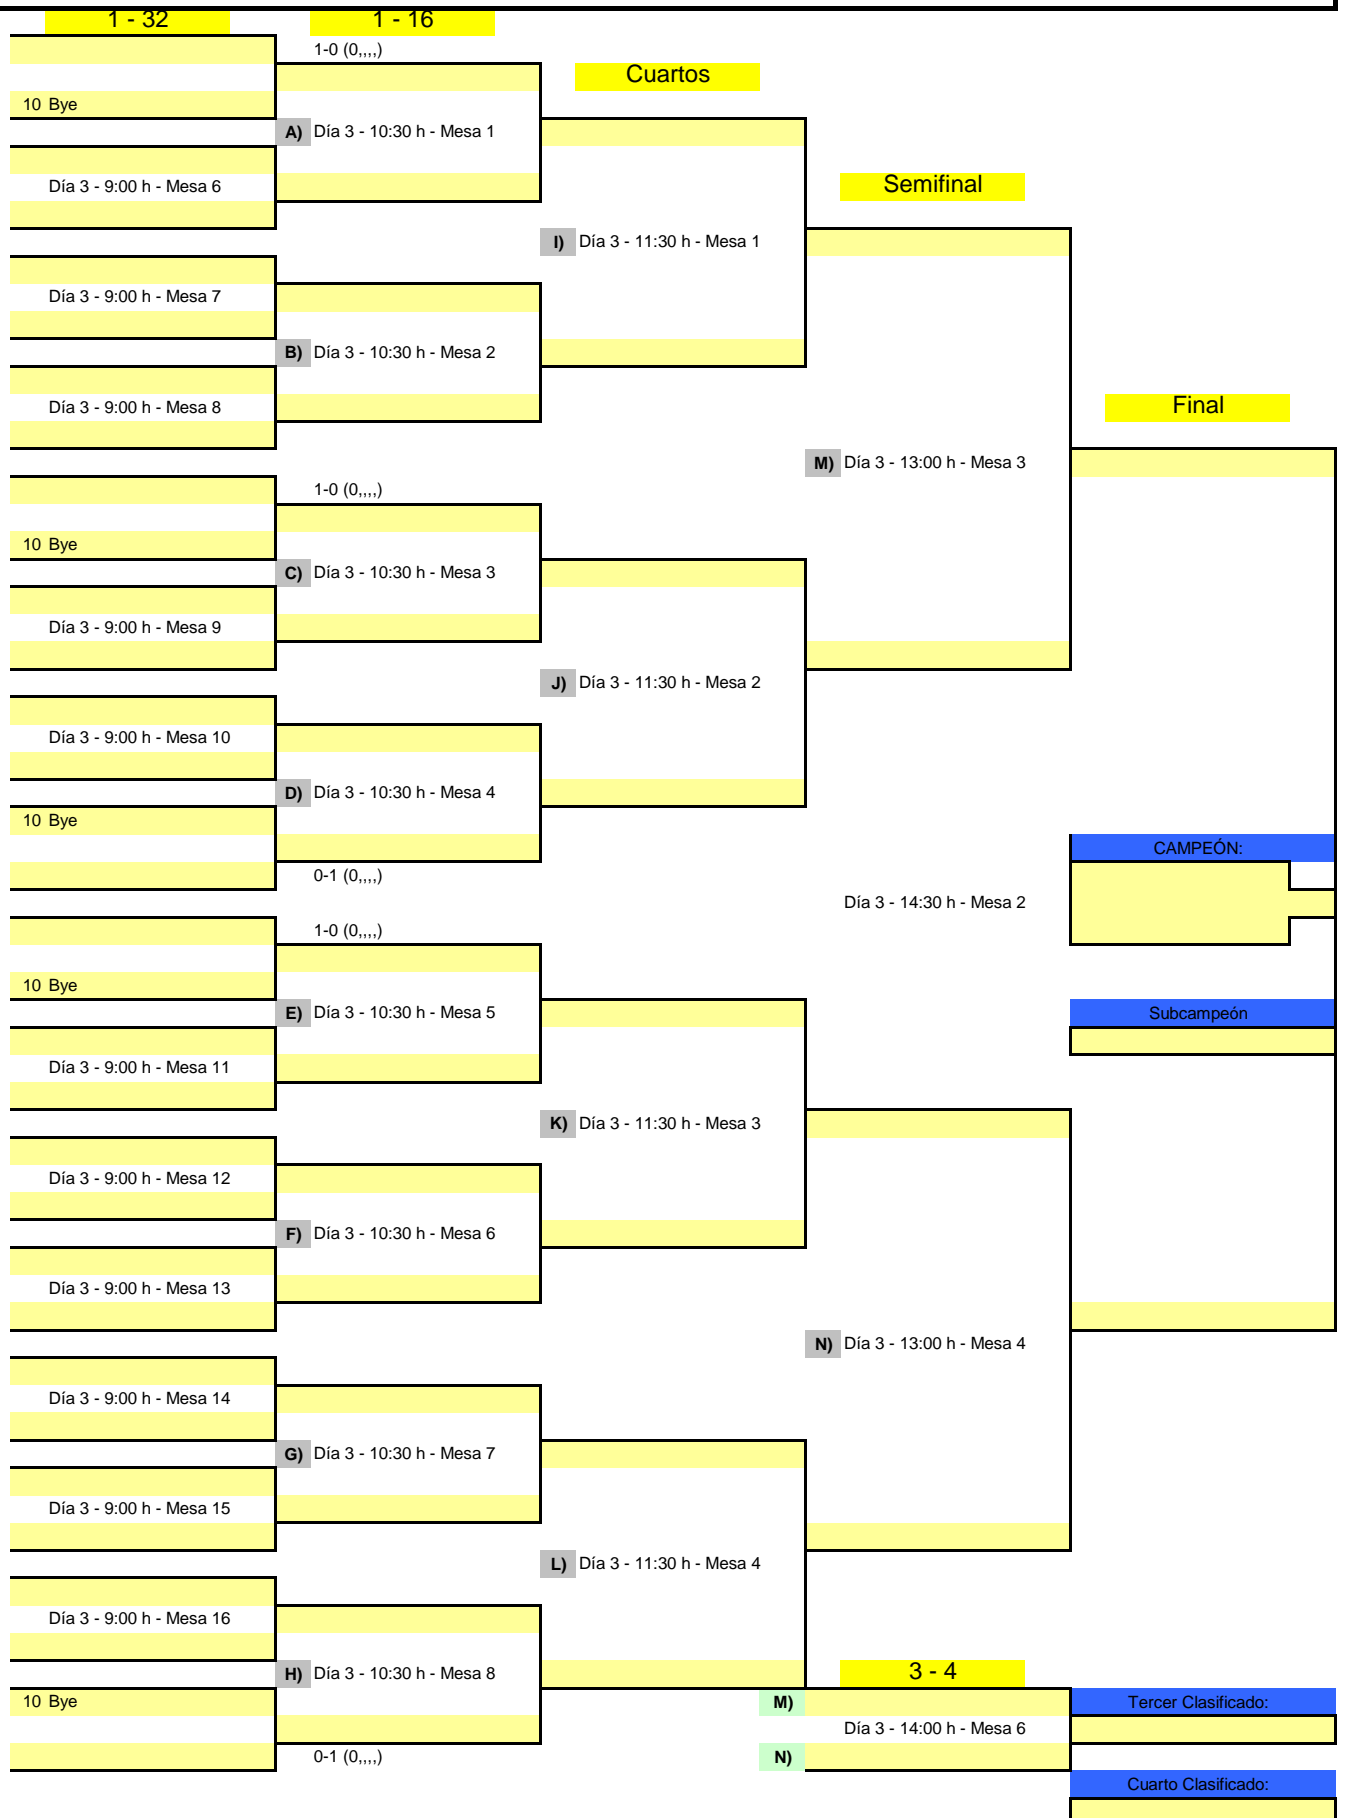 1 - 32
1 - 16
1-0 (0,,,,)
Cuartos
10 Bye
A) Día 3 - 10:30 h - Mesa 1
Día 3 - 9:00 h - Mesa 6
Semifinal
I) Día 3 - 11:30 h - Mesa 1
Día 3 - 9:00 h - Mesa 7
B) Día 3 - 10:30 h - Mesa 2
Día 3 - 9:00 h - Mesa 8
Final
M) Día 3 - 13:00 h - Mesa 3
1-0 (0,,,,)
10 Bye
C) Día 3 - 10:30 h - Mesa 3
Día 3 - 9:00 h - Mesa 9
J) Día 3 - 11:30 h - Mesa 2
Día 3 - 9:00 h - Mesa 10
D) Día 3 - 10:30 h - Mesa 4
10 Bye
CAMPEÓN:
0-1 (0,,,,)
Día 3 - 14:30 h - Mesa 2
1-0 (0,,,,)
10 Bye
E) Día 3 - 10:30 h - Mesa 5
Subcampeón
Día 3 - 9:00 h - Mesa 11
K) Día 3 - 11:30 h - Mesa 3
Día 3 - 9:00 h - Mesa 12
F) Día 3 - 10:30 h - Mesa 6
Día 3 - 9:00 h - Mesa 13
N) Día 3 - 13:00 h - Mesa 4
Día 3 - 9:00 h - Mesa 14
G) Día 3 - 10:30 h - Mesa 7
Día 3 - 9:00 h - Mesa 15
L) Día 3 - 11:30 h - Mesa 4
Día 3 - 9:00 h - Mesa 16
H) Día 3 - 10:30 h - Mesa 8
3 - 4
10 Bye
M)
Tercer Clasificado:
Día 3 - 14:00 h - Mesa 6
0-1 (0,,,,)
N)
Cuarto Clasificado: